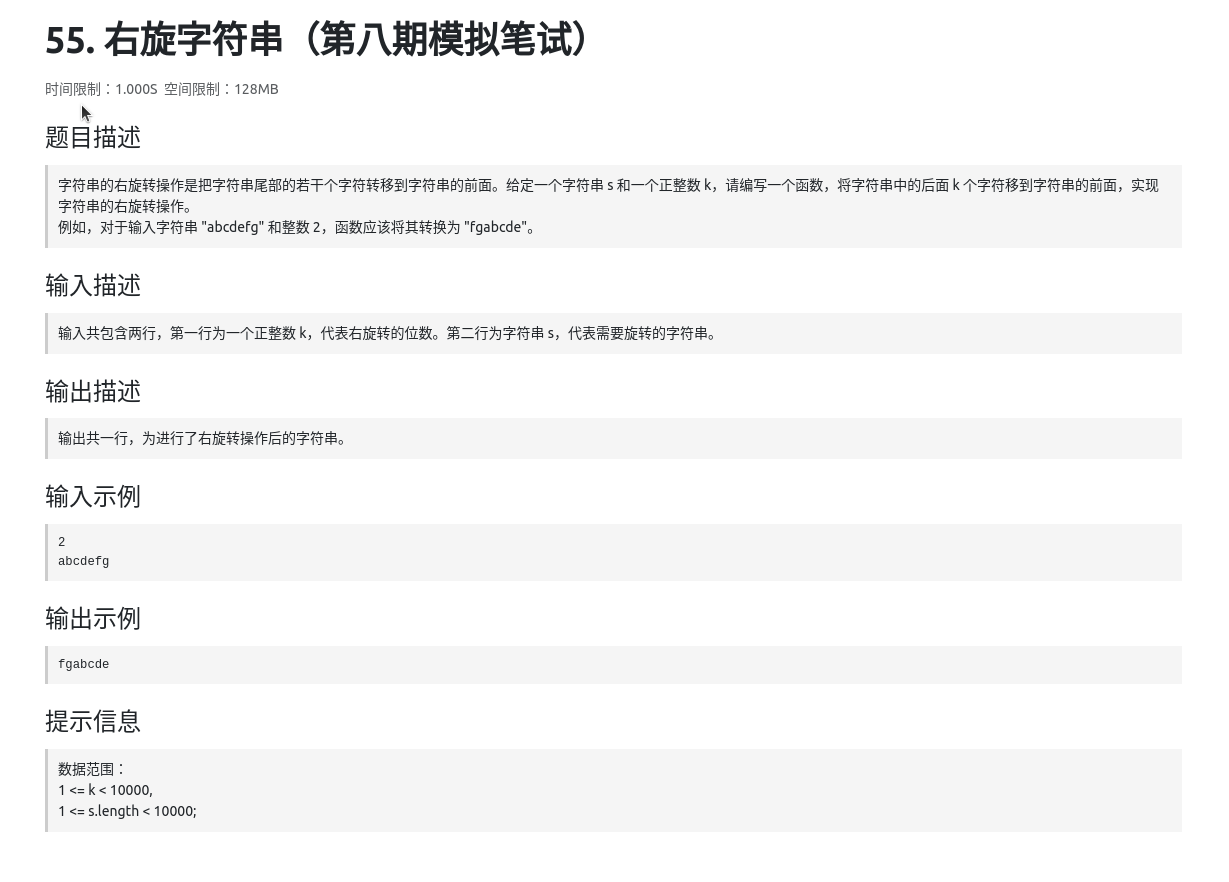 55. 右旋字符串（第八期模拟笔试）
时间限制：1.000S 空间限制：128MB
题目描述
字符串的右旋转操作是把字符串尾部的若干个字符转移到字符串的前面。给定一个字符串 s 和一个正整数 k，请编写一个函数，将字符串中的后面 k 个字符移到字符串的前面，实现
字符串的右旋转操作。
例如，对于输入字符串 "abcdefg" 和整数 2，函数应该将其转换为 "fgabcde"。
输入描述
输入共包含两行，第一行为一个正整数 k，代表右旋转的位数。第二行为字符串 s，代表需要旋转的字符串。
输出描述
输出共一行，为进行了右旋转操作后的字符串。
输入示例
2
abcdefg
输出示例
fgabcde
提示信息
数据范围：
1 <= k < 10000,
1 <= s.length < 10000;